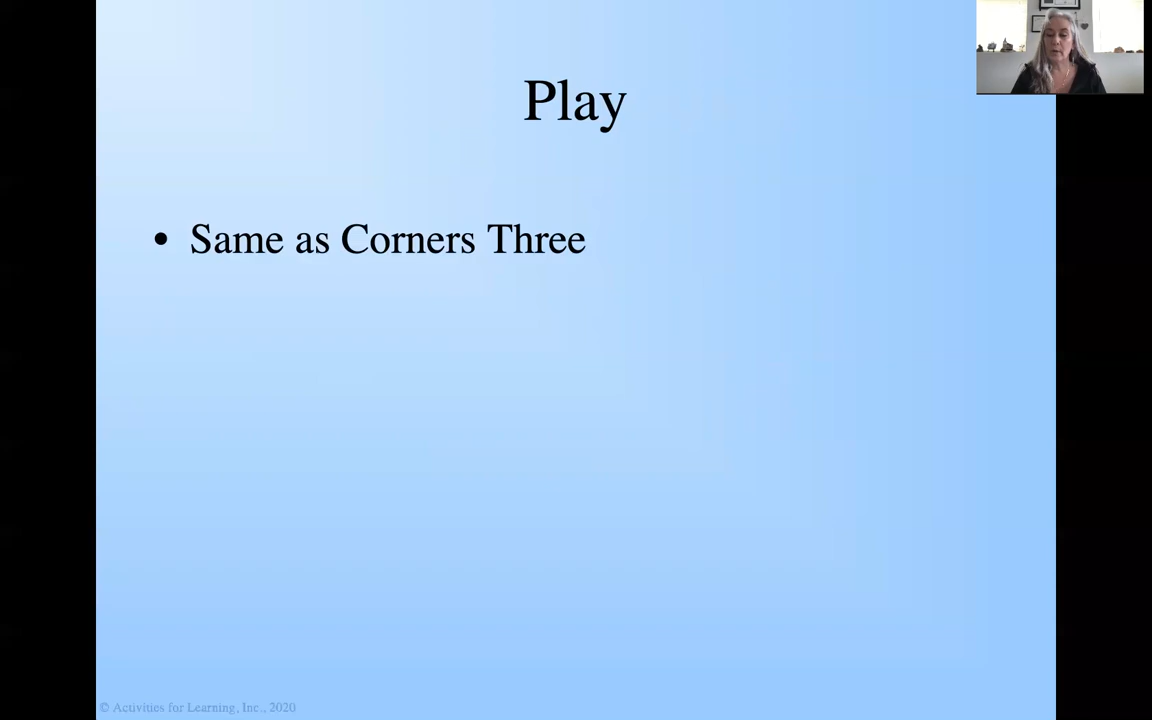 Play
• Same as Corners Three
© Activities for Learning, Inc., 2020